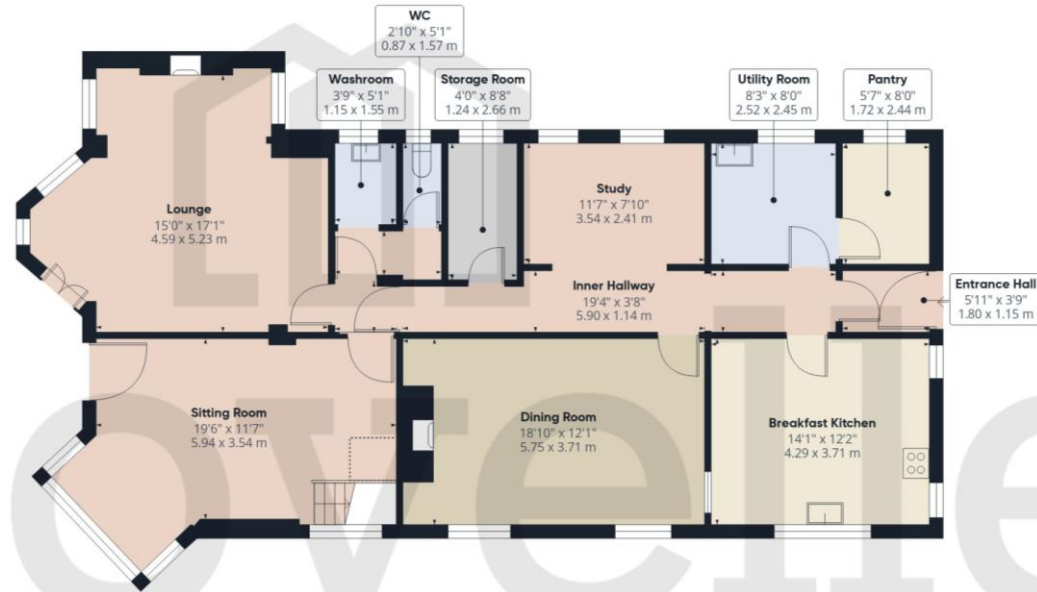 WC
2'10" x 5'1"
0.87 x 1.57 m
Washroom
3'9" x 5'1"
1.15 x 1.55 m
Storage Room
4'0" x 8'8"
1.24 x 2.66 m
Utility Room
8'3" x 8'0"
2.52 x 2.45 m
Pantry
5'7" x 8'0"
1.72 x 2.44 m
Lounge
15'0" x 17'1"
4.59 x 5.23 m
Study
11'7" x 7'10"
3.54 x 2.41 m
Inner Hallway
19'4" x 3'8"
5.90 x 1.14 m
Entrance Hall
5'11" x 3'9"
1.80 x 1.15 m
Sitting Room
19'6" x 11'7"
5.94 x 3.54 m
Dining Room
18'10" x 12'1"
5.75 x 3.71 m
Breakfast Kitchen
14'1" x 12'2"
4.29 x 3.71 m
ovelle